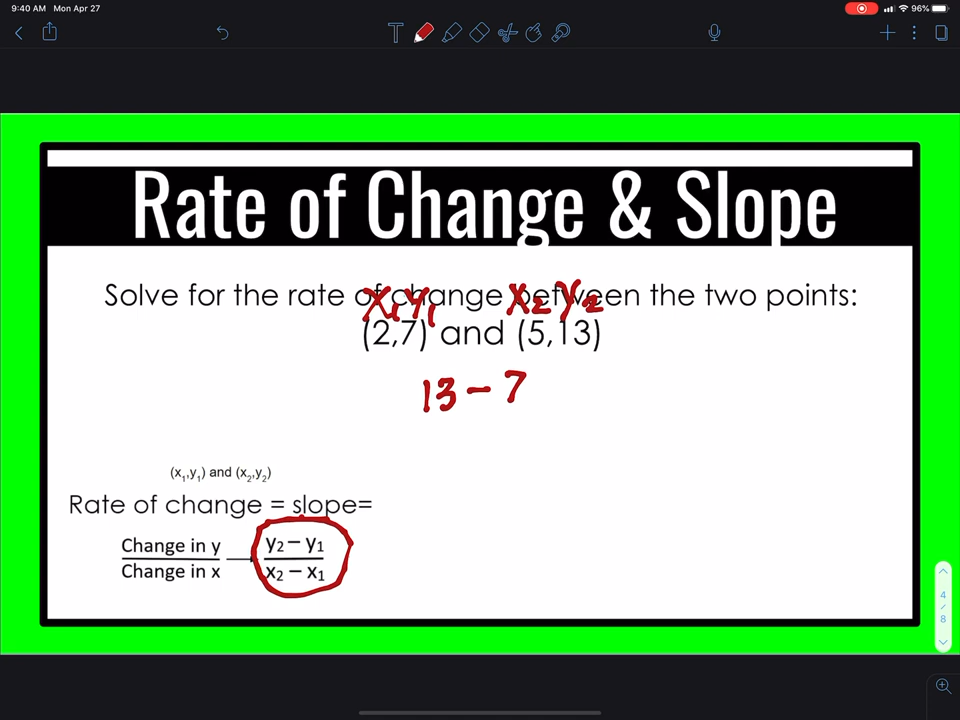 9:40 AM Mon Apr 27
96%
Rate of Change & Slope
Solve for the rate of change between the two points:
x₁ y₁ x₂ y₂
(2,7) and (5,13)
13 – 7
(x₁,y₁) and (x₂,y₂)
Rate of change = slope=
Change in y y₂ – y₁
Change in x x₂ – x₁
4
/
8